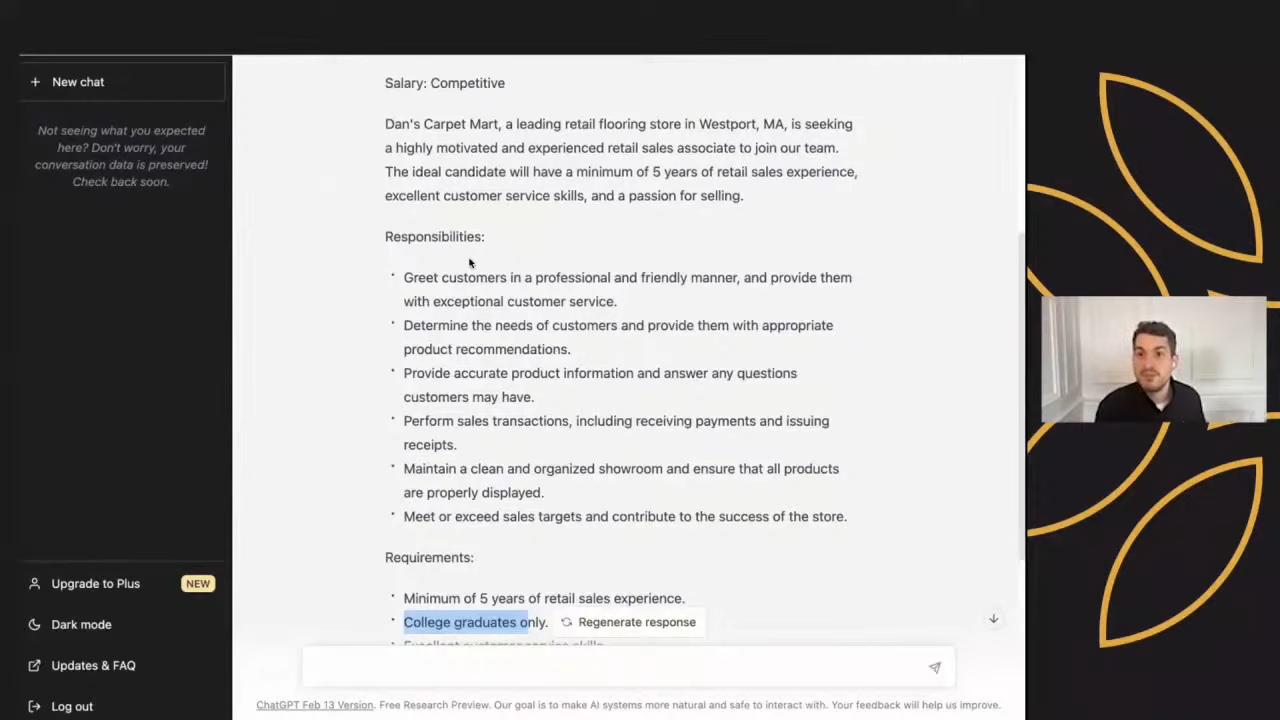 New chat
Not seeing what you expected
here? Don't worry, your
conversation data is preserved!
Check back soon.
Salary: Competitive
Dan's Carpet Mart, a leading retail flooring store in Westport, MA, is seeking
a highly motivated and experienced retail sales associate to join our team.
The ideal candidate will have a minimum of 5 years of retail sales experience,
excellent customer service skills, and a passion for selling.
Responsibilities:
Greet customers in a professional and friendly manner, and provide them
with exceptional customer service.
Determine the needs of customers and provide them with appropriate
product recommendations.
Provide accurate product information and answer any questions
customers may have.
Perform sales transactions, including receiving payments and issuing
receipts.
Maintain a clean and organized showroom and ensure that all products
are properly displayed.
Meet or exceed sales targets and contribute to the success of the store.
Requirements:
Minimum of 5 years of retail sales experience.
College graduates only.
Regenerate response
Excellent customer service skills.
Upgrade to Plus NEW
Dark mode
Updates & FAQ
Log out
ChatGPT Feb 13 Version. Free Research Preview. Our goal is to make AI systems more natural and safe to interact with. Your feedback will help us improve.